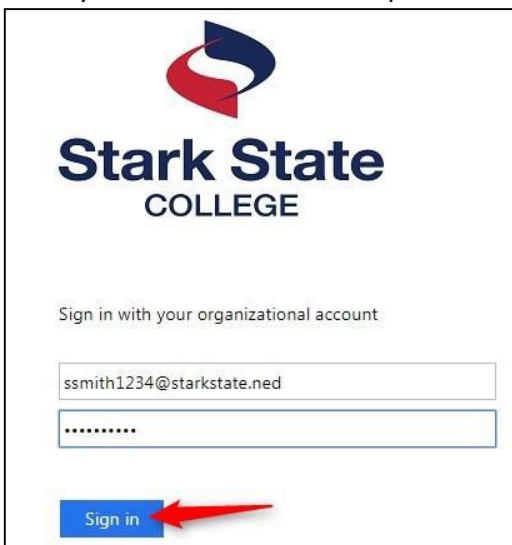 Stark State
COLLEGE
Sign in with your organizational account
ssmith1234@starkstate.ned
••••••••••
Sign in